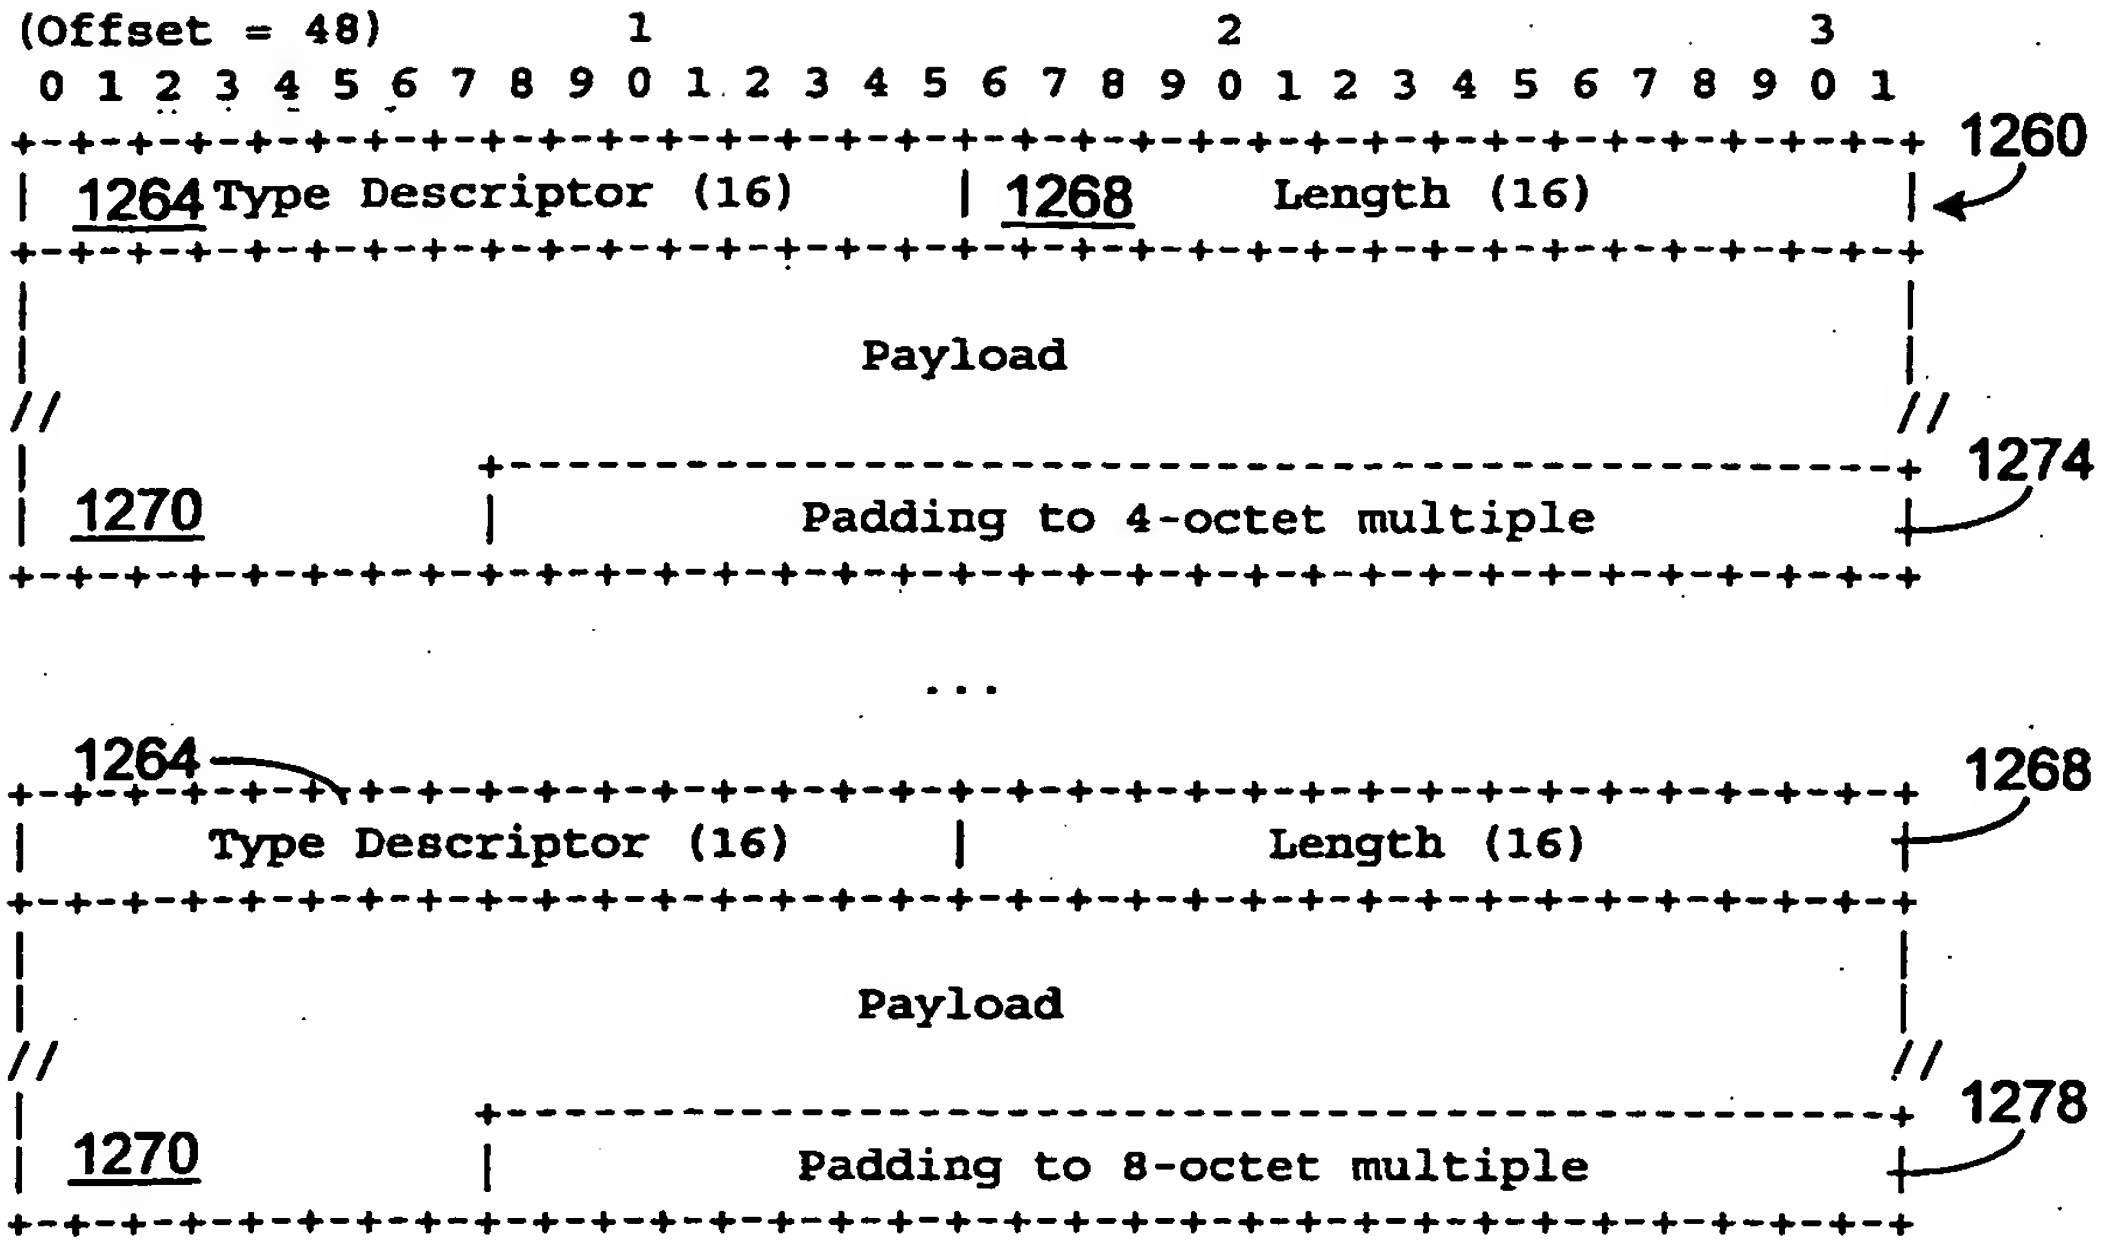 (Offset = 48) 1 2 3
0 1 2 3 4 5 6 7 8 9 0 1 2 3 4 5 6 7 8 9 0 1 2 3 4 5 6 7 8 9 0 1
+-+-+-+-+-+-+-+-+-+-+-+-+-+-+-+-+-+-+-+-+-+-+-+-+-+-+-+-+-+-+-+-+ 1260
| 1264 Type Descriptor (16) | 1268 Length (16) |
+-+-+-+-+-+-+-+-+-+-+-+-+-+-+-+-+-+-+-+-+-+-+-+-+-+-+-+-+-+-+-+-+
| |
| Payload |
// //
| +-----------------------------------------------+ 1274
| 1270 | Padding to 4-octet multiple |
+-+-+-+-+-+-+-+-+-+-+-+-+-+-+-+-+-+-+-+-+-+-+-+-+-+-+-+-+-+-+-+-+
...
1264
+-+-+-+-+-+-+-+-+-+-+-+-+-+-+-+-+-+-+-+-+-+-+-+-+-+-+-+-+-+-+-+-+ 1268
| Type Descriptor (16) | Length (16) |
+-+-+-+-+-+-+-+-+-+-+-+-+-+-+-+-+-+-+-+-+-+-+-+-+-+-+-+-+-+-+-+-+
| |
| Payload |
// //
| +-----------------------------------------------+ 1278
| 1270 | Padding to 8-octet multiple |
+-+-+-+-+-+-+-+-+-+-+-+-+-+-+-+-+-+-+-+-+-+-+-+-+-+-+-+-+-+-+-+-+